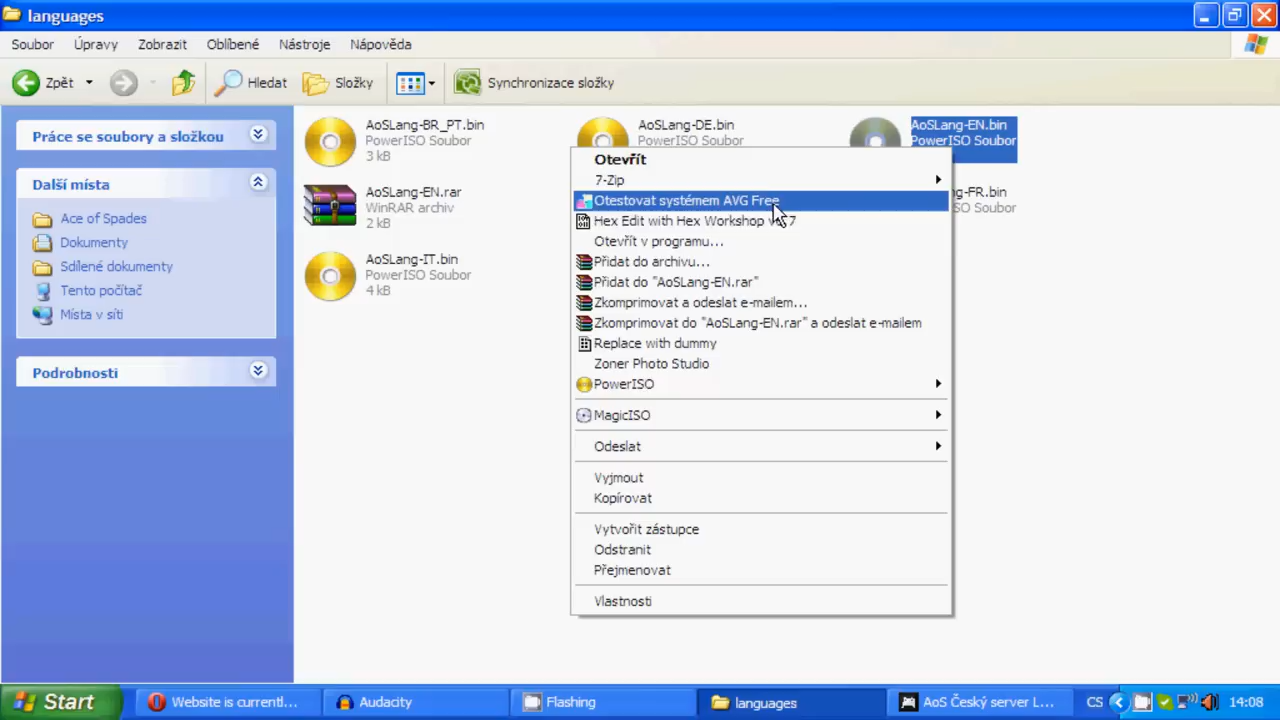 languages
Soubor Úpravy Zobrazit Oblíbené Nástroje Nápověda
Zpět Hledat Složky Synchronizace složky
Práce se soubory a složkou
Další místa
Ace of Spades
Dokumenty
Sdílené dokumenty
Tento počítač
Místa v síti
Podrobnosti
AoSLang-BR_PT.bin
PowerISO Soubor
3 kB
AoSLang-DE.bin
PowerISO Soubor
AoSLang-EN.bin
PowerISO Soubor
AoSLang-EN.rar
WinRAR archiv
2 kB
-FR.bin
SO Soubor
AoSLang-IT.bin
PowerISO Soubor
4 kB
Otevřít
7-Zip
Otestovat systémem AVG Free
Hex Edit with Hex Workshop
Otevřít v programu...
Přidat do archivu...
Přidat do "AoSLang-EN.rar"
Zkomprimovat a odeslat e-mailem...
Zkomprimovat do "AoSLang-EN.rar" a odeslat e-mailem
Replace with dummy
Zoner Photo Studio
PowerISO
MagicISO
Odeslat
Vyjmout
Kopírovat
Vytvořit zástupce
Odstranit
Přejmenovat
Vlastnosti
Start Website is currentl... Audacity Flashing languages AoS Český server L... CS 14:08